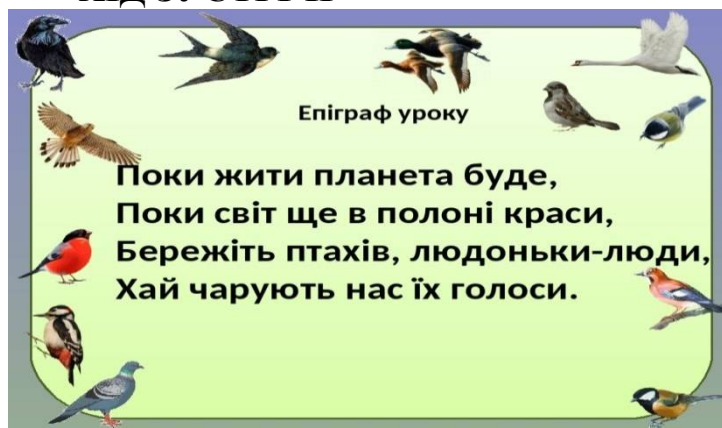 Епіграф уроку
Поки жити планета буде,
Поки світ ще в полоні краси,
Бережіть птахів, людоньки-люди,
Хай чарують нас їх голоси.